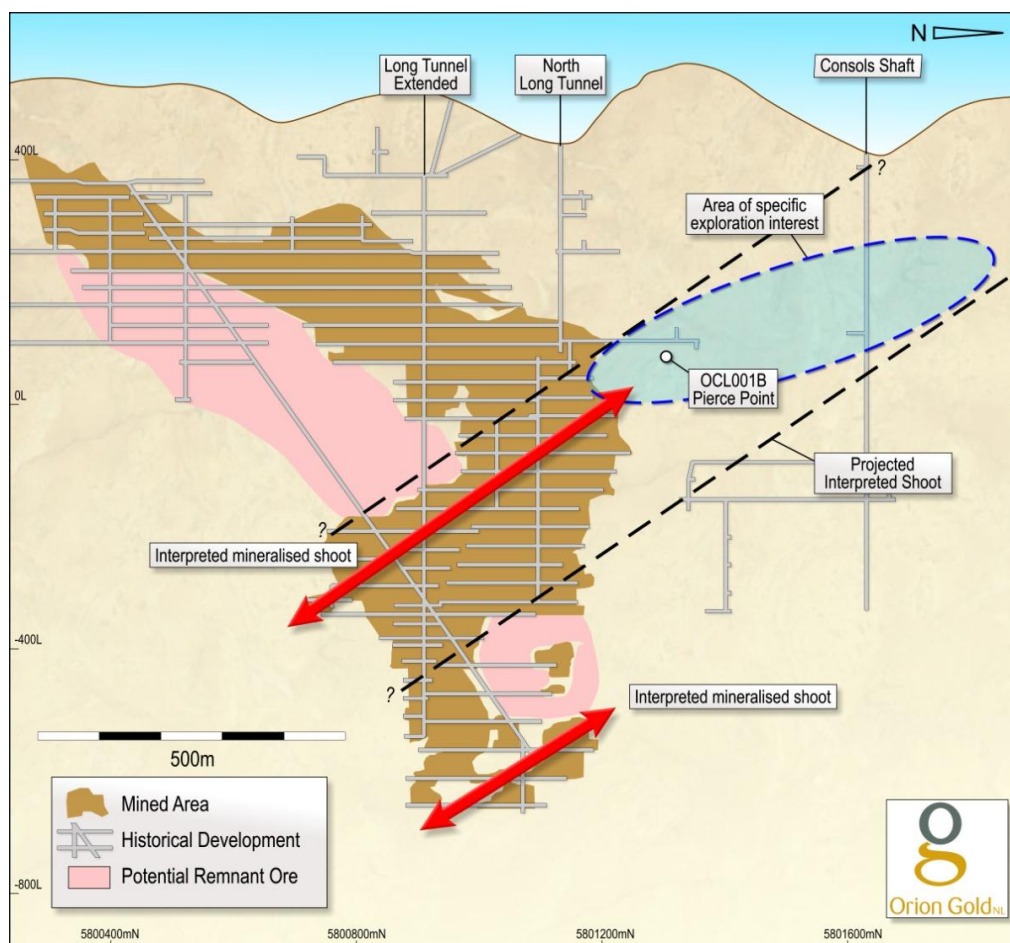 N
Long Tunnel
Extended
North
Long Tunnel
Consols Shaft
400L
?
Area of specific
exploration interest
OCL001B
Pierce Point
0L
Projected
Interpreted Shoot
?
Interpreted mineralised shoot
-400L
?
Interpreted mineralised shoot
500m
Mined Area
Historical Development
Potential Remnant Ore
-800L
Orion Gold NL
5800400mN
5800800mN
5801200mN
5801600mN